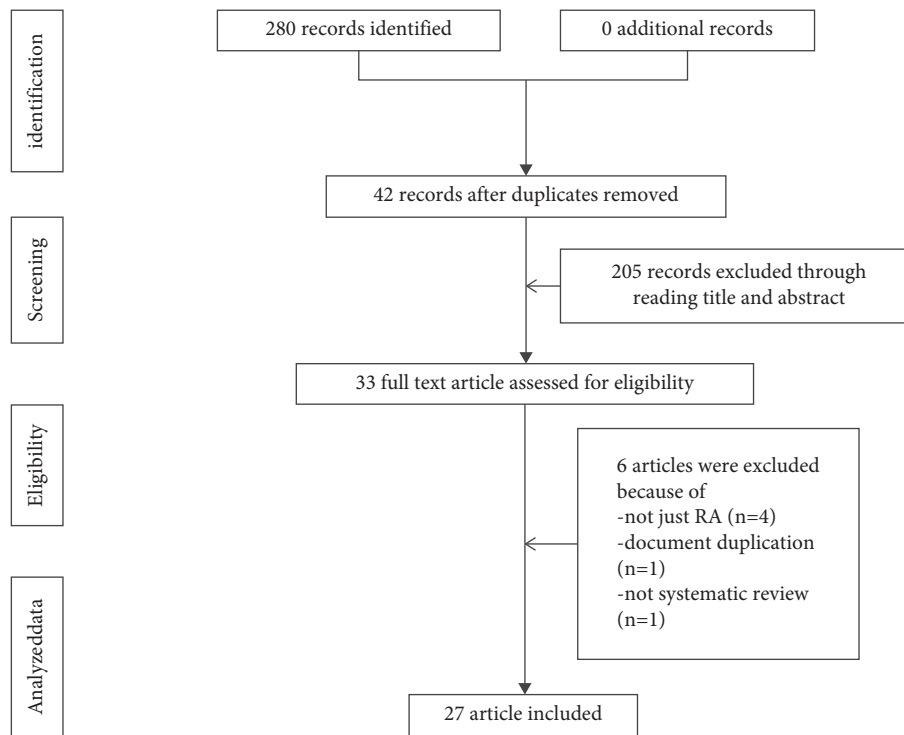 identification
280 records identified
0 additional records
42 records after duplicates removed
Screening
205 records excluded through
reading title and abstract
33 full text article assessed for eligibility
Eligibility
6 articles were excluded
because of
-not just RA (n=4)
-document duplication
(n=1)
-not systematic review
(n=1)
Analyzeddata
27 article included